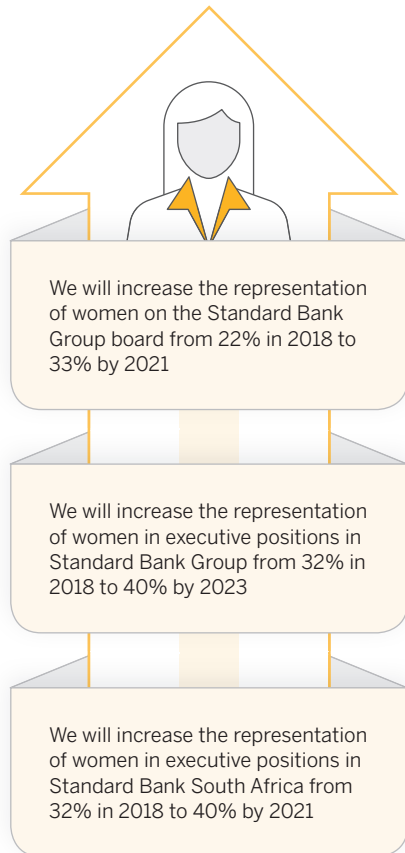 We will increase the representation
of women on the Standard Bank
Group board from 22% in 2018 to
33% by 2021
We will increase the representation
of women in executive positions in
Standard Bank Group from 32% in
2018 to 40% by 2023
We will increase the representation
of women in executive positions in
Standard Bank South Africa from
32% in 2018 to 40% by 2021